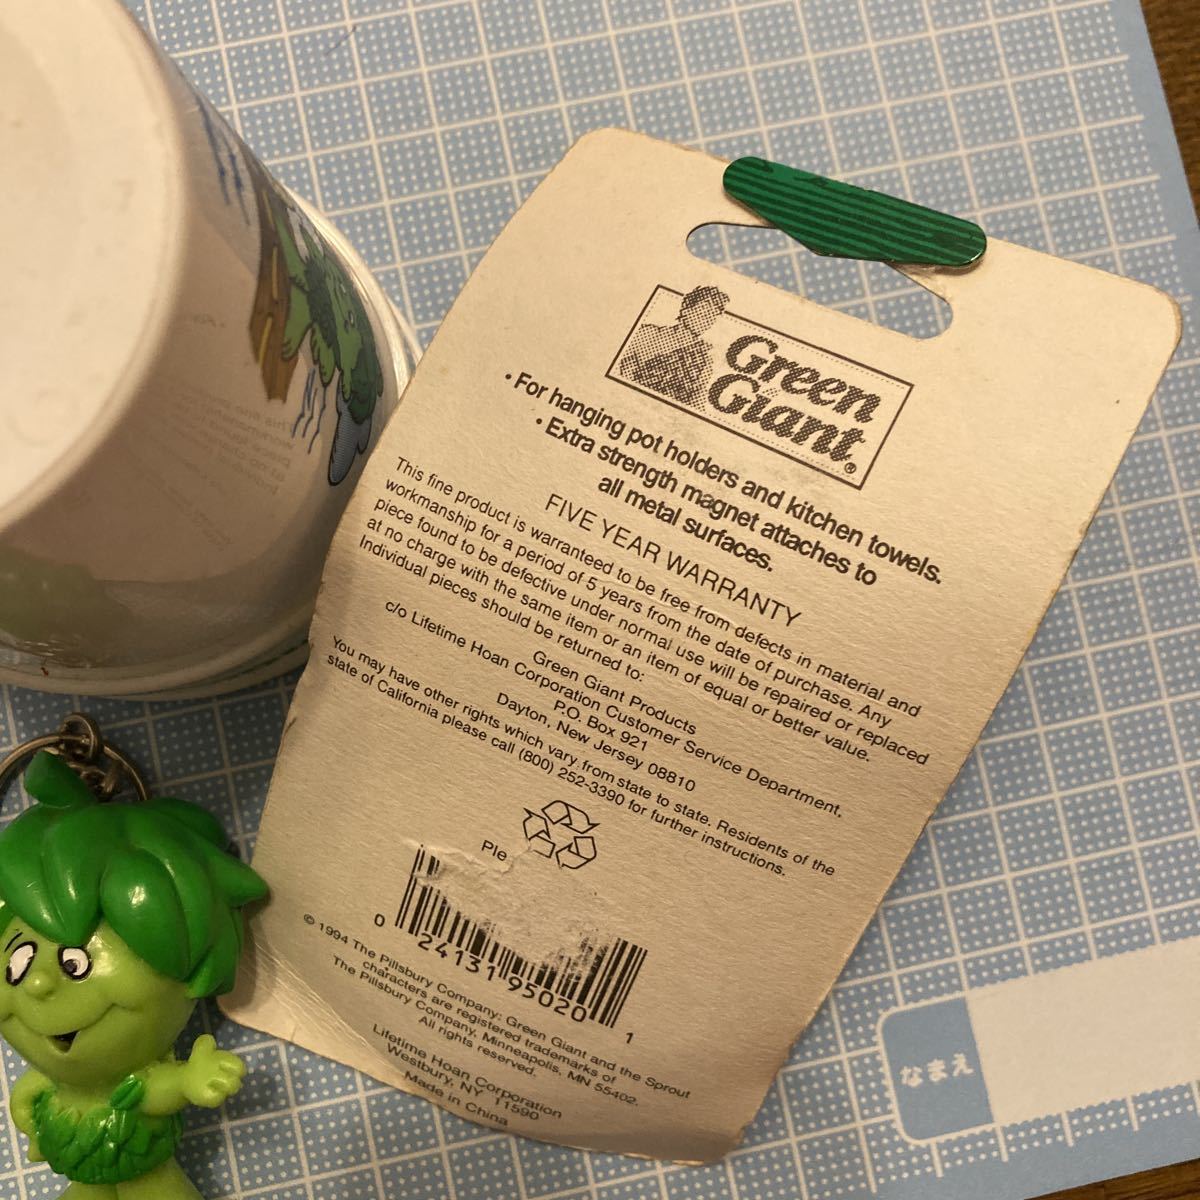 Green
Giant®
• For hanging pot holders and kitchen towels.
• Extra strength magnet attaches to
all metal surfaces.
FIVE YEAR WARRANTY
This fine product is warranteed to be free from defects in material and
workmanship for a period of 5 years from the date of purchase. Any
piece found to be defective under normal use will be repaired or replaced
at no charge with the same item or an item of equal or better value.
Individual pieces should be returned to:
Green Giant Products
c/o Lifetime Hoan Corporation Customer Service Department.
P.O. Box 921
Dayton, New Jersey 08810
You may have other rights which vary from state to state. Residents of the
state of California please call (800) 252-3390 for further instructions.
Ple
0 24131 95020 1
© 1994 The Pillsbury Company: Green Giant and the Sprout
characters are registered trademarks of
The Pillsbury Company, Minneapolis, MN 55402.
All rights reserved.
Lifetime Hoan Corporation
Westbury, NY 11590
Made in China
なまえ